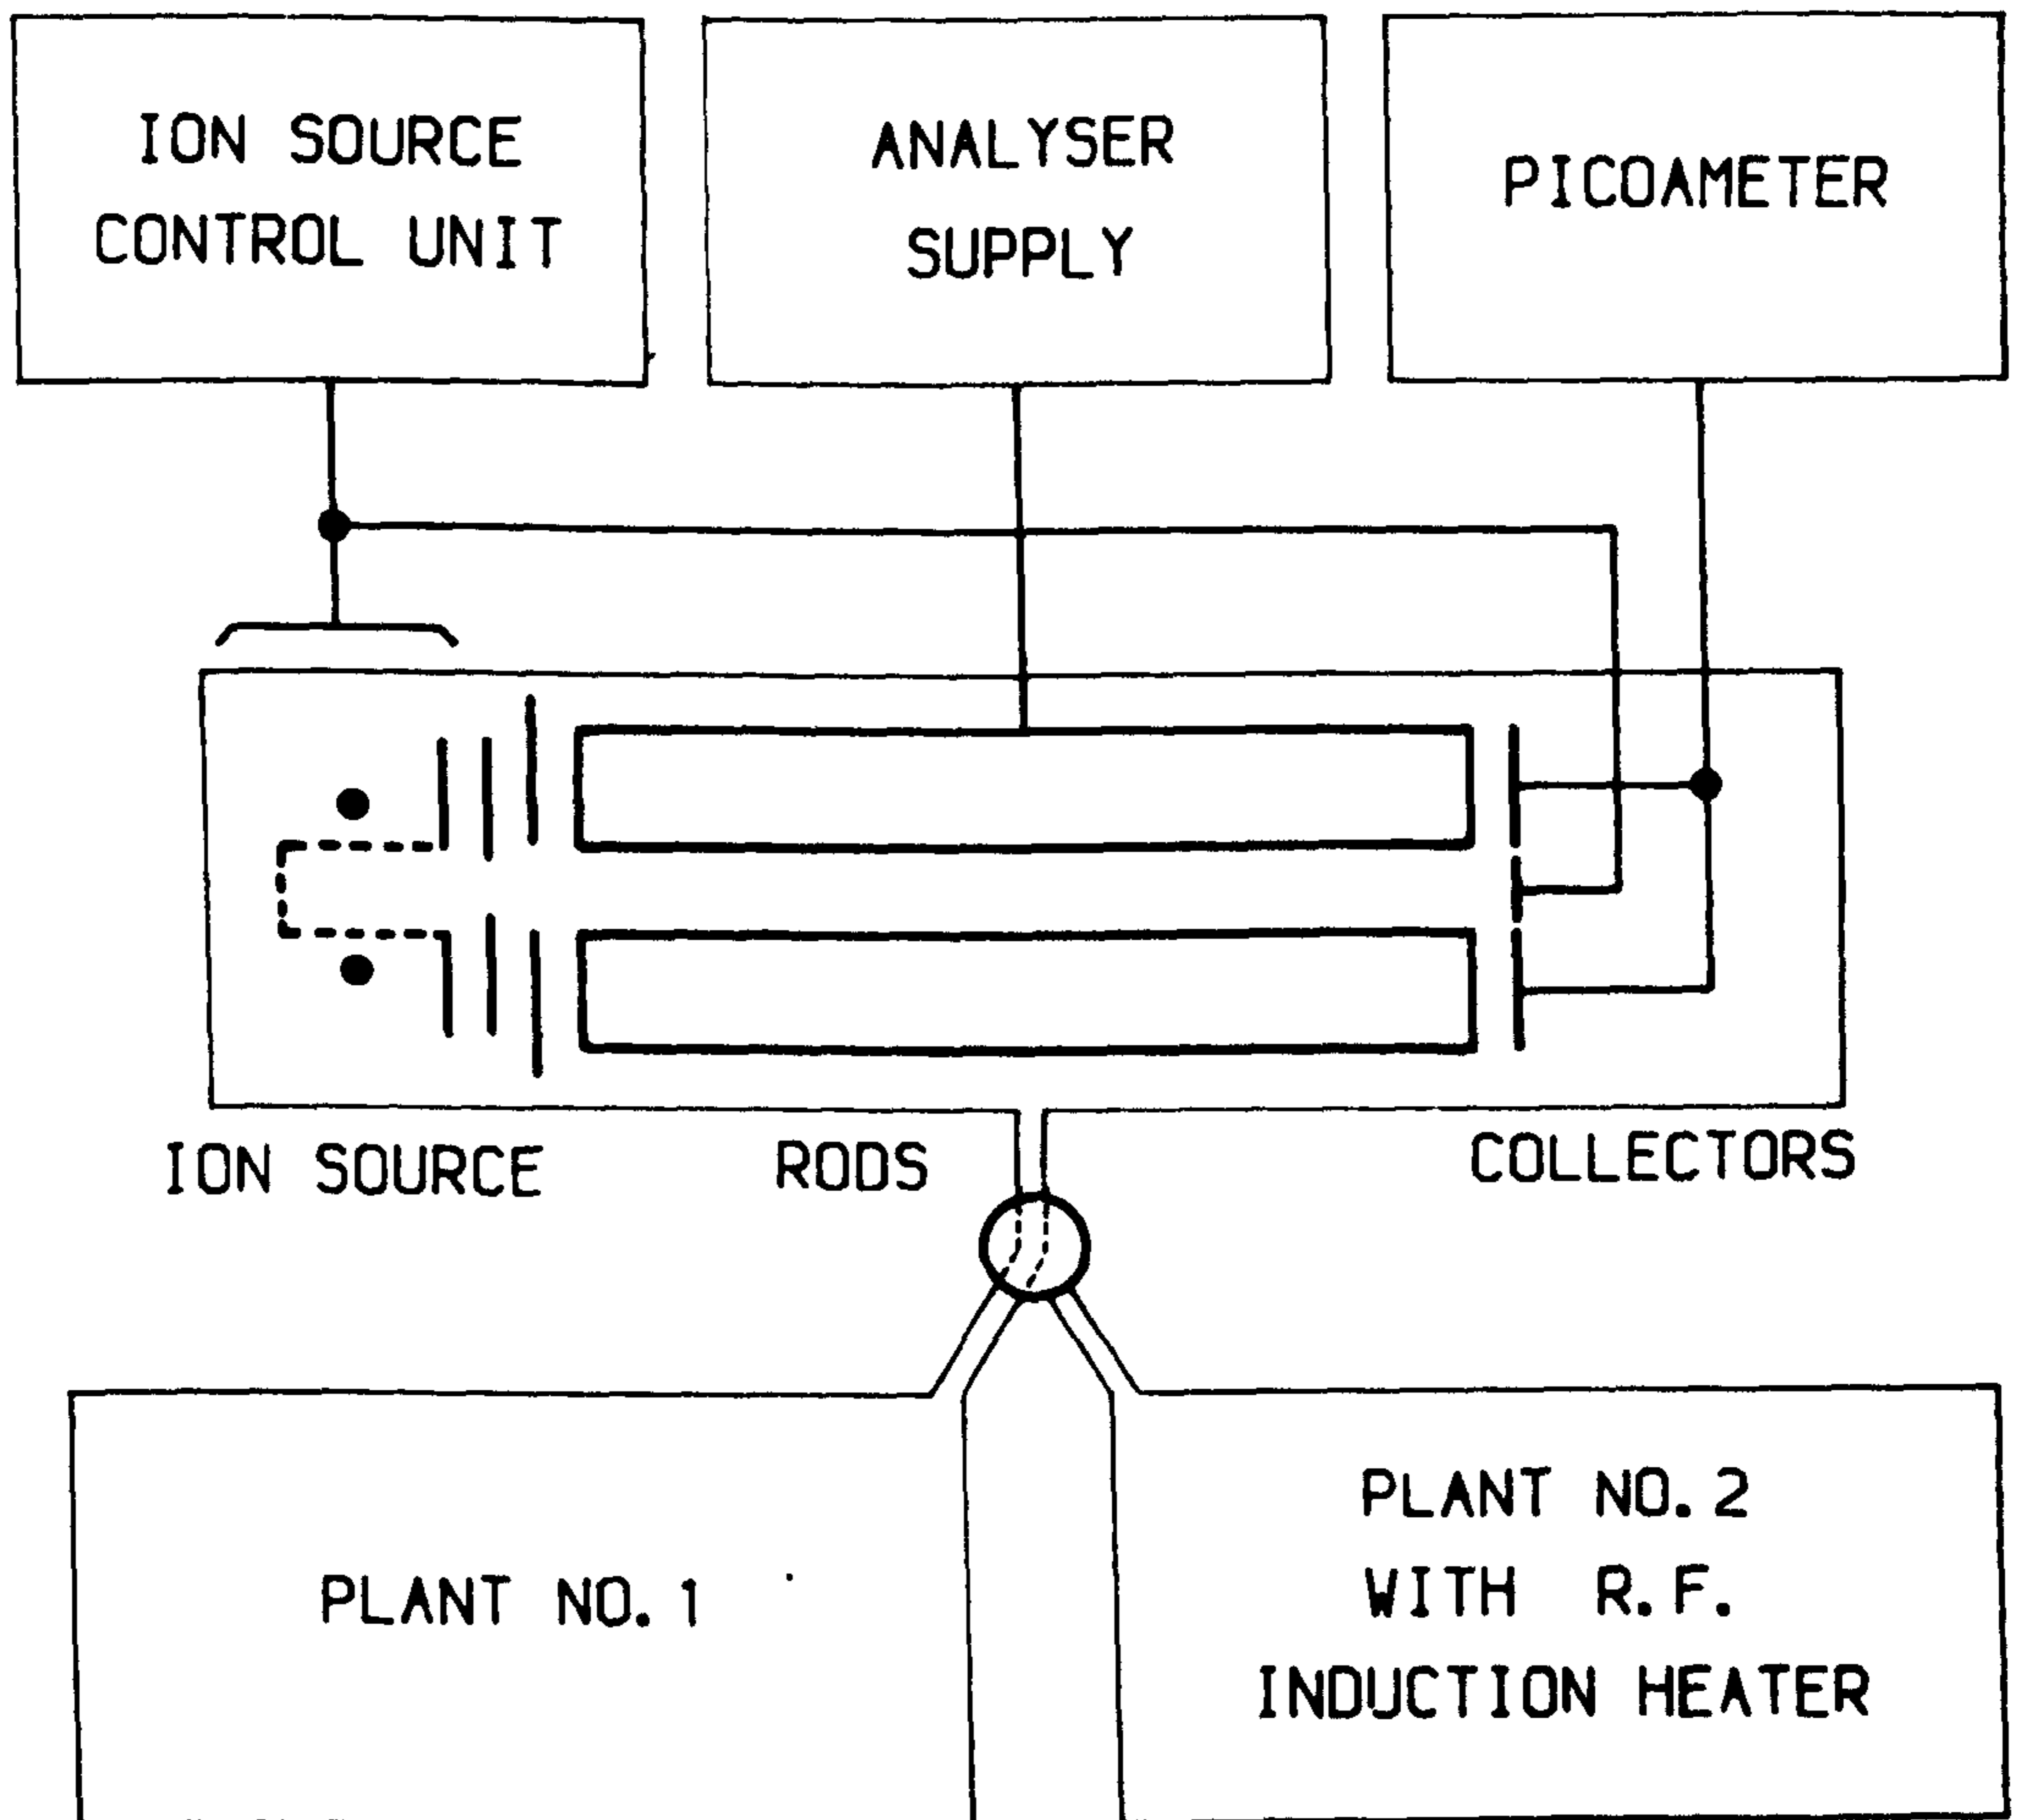 ION SOURCE
CONTROL UNIT
ANALYSER
SUPPLY
PICOAMETER
ION SOURCE
RODS
COLLECTORS
PLANT NO.1
PLANT NO.2
WITH R.F.
INDUCTION HEATER